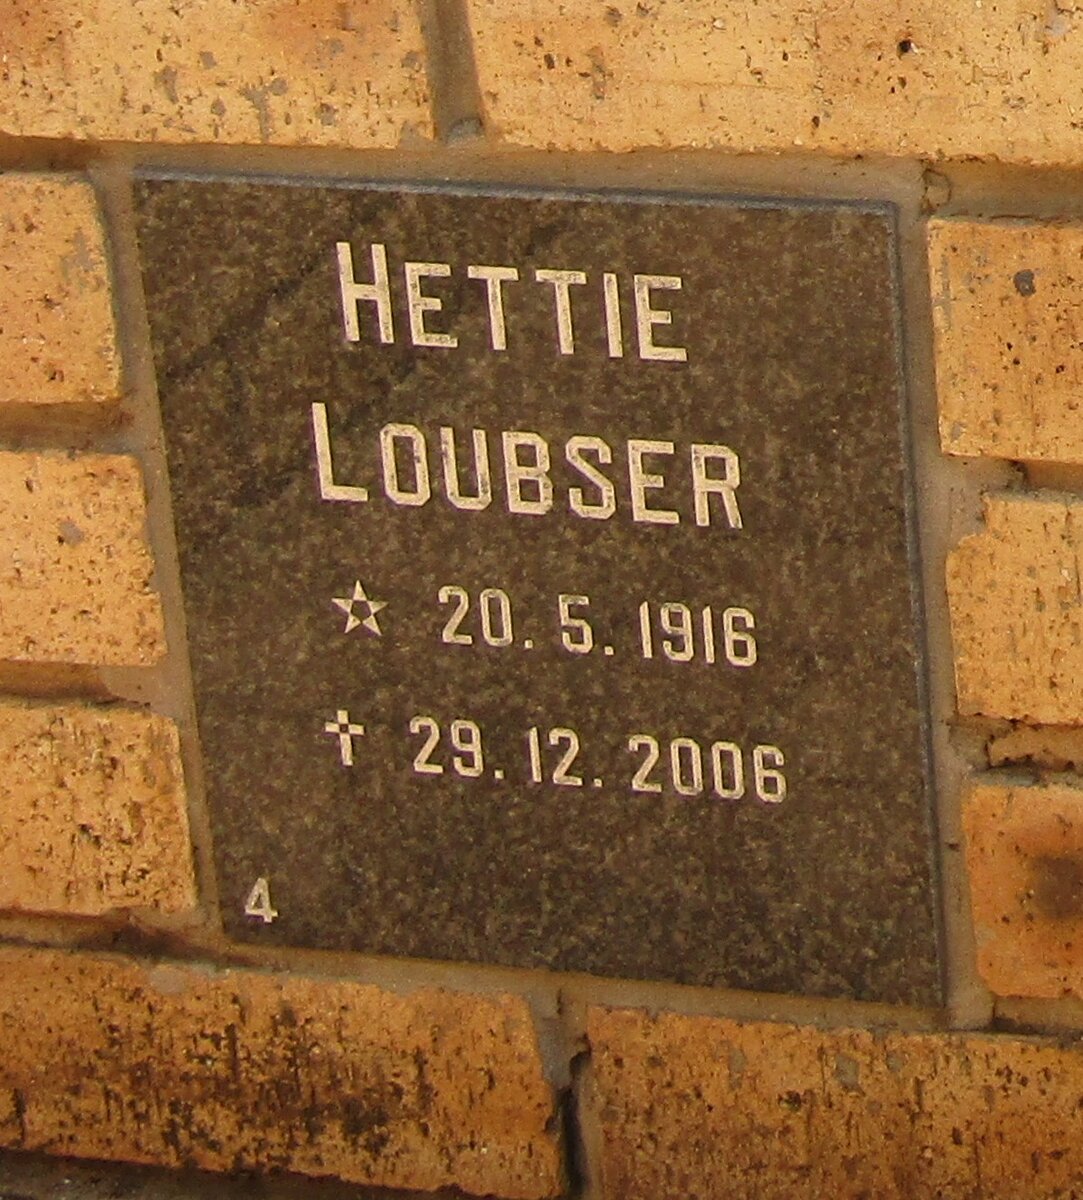 HETTIE
LOUBSER
☆ 20. 5. 1916
✝ 29. 12. 2006
4